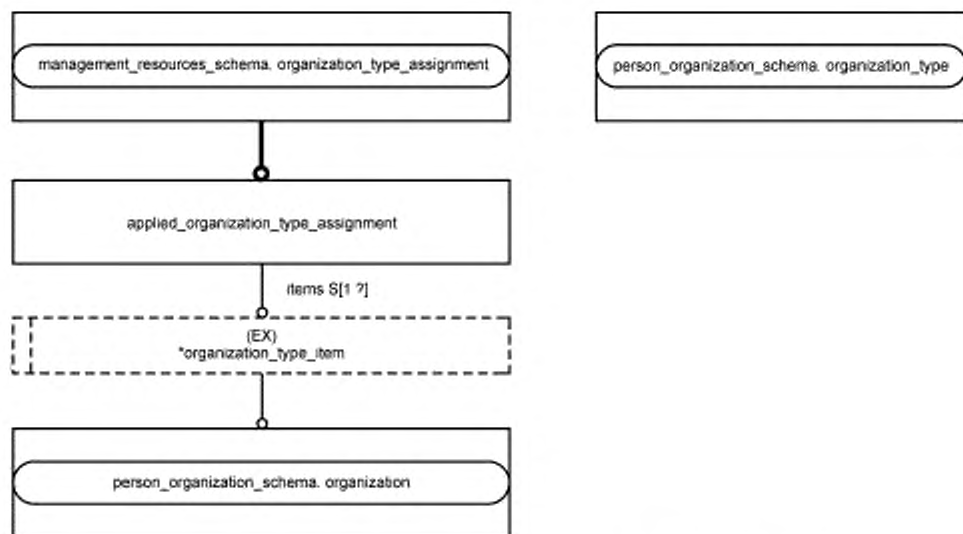 management_resources_schema. organization_type_assignment
person_organization_schema. organization_type
applied_organization_type_assignment
items S[1 ?]
(EX)
*organization_type_item
person_organization_schema. organization